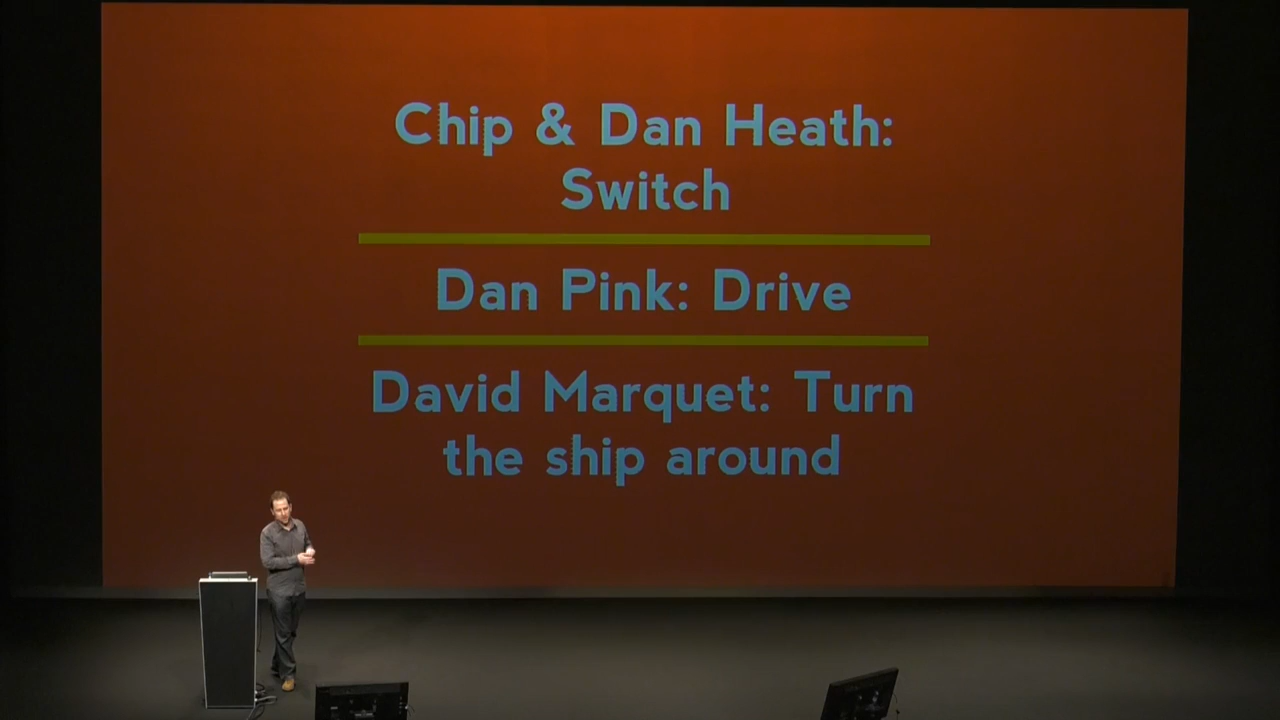 Chip & Dan Heath:
Switch
Dan Pink: Drive
David Marquet: Turn
the ship around